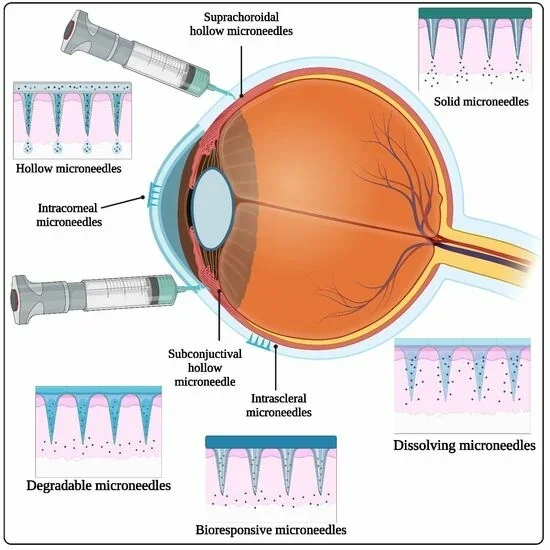 Suprachoroidal
hollow microneedles
Solid microneedles
Hollow microneedles
Intracorneal
microneedles
Subconjuctival
hollow
microneedle
Intrascleral
microneedles
Dissolving microneedles
Degradable microneedles
Bioresponsive microneedles